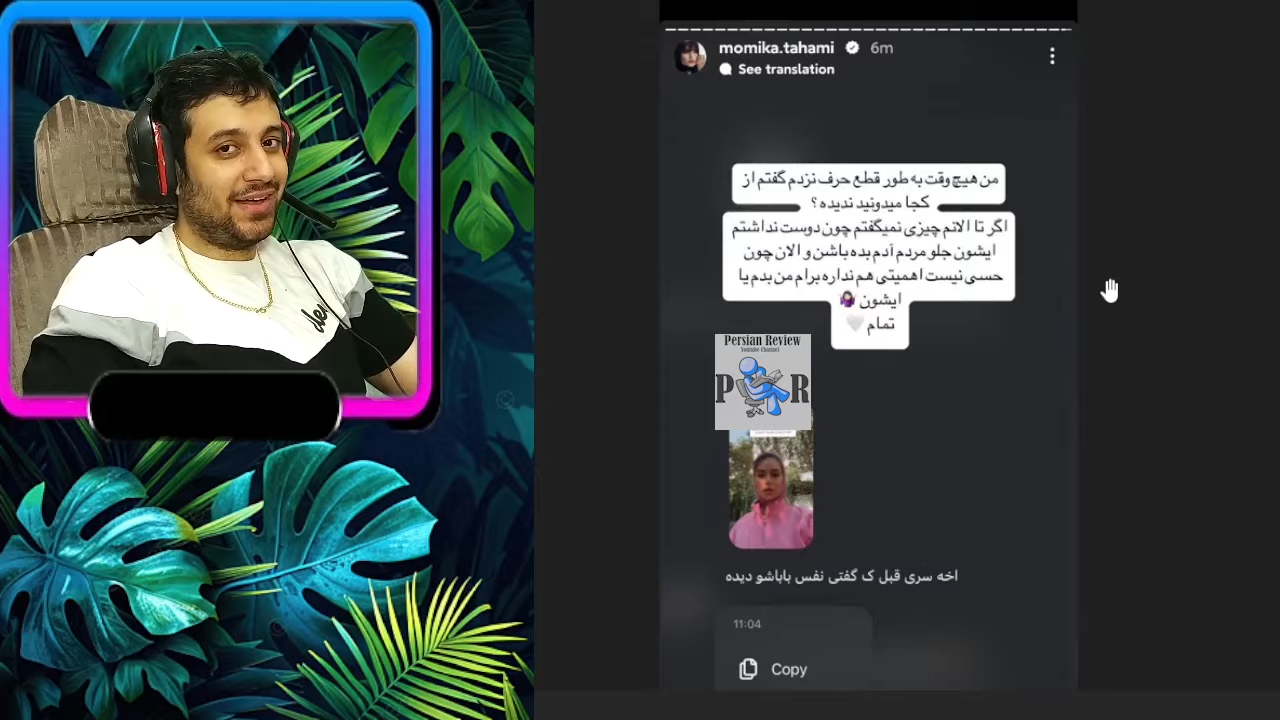 momika.tahami 6m
See translation
من هیچ وقت به طور قطع حرف نزدم گفتم از
کجا میدونید ندیده ؟
اگر تا الانم چیزی نمیگفتم چون دوست نداشتم
ایشون جلو مردم آدم بده باشن و الان چون
حسی نیست اهمیتی هم نداره برام من بدم یا
ایشون 🤷🏻‍♀️
تمام 🤍
Persian Review
Youtube Channel
P R
اخه سری قبل ک گفتی نفس باباشو دیده
11:04
Copy